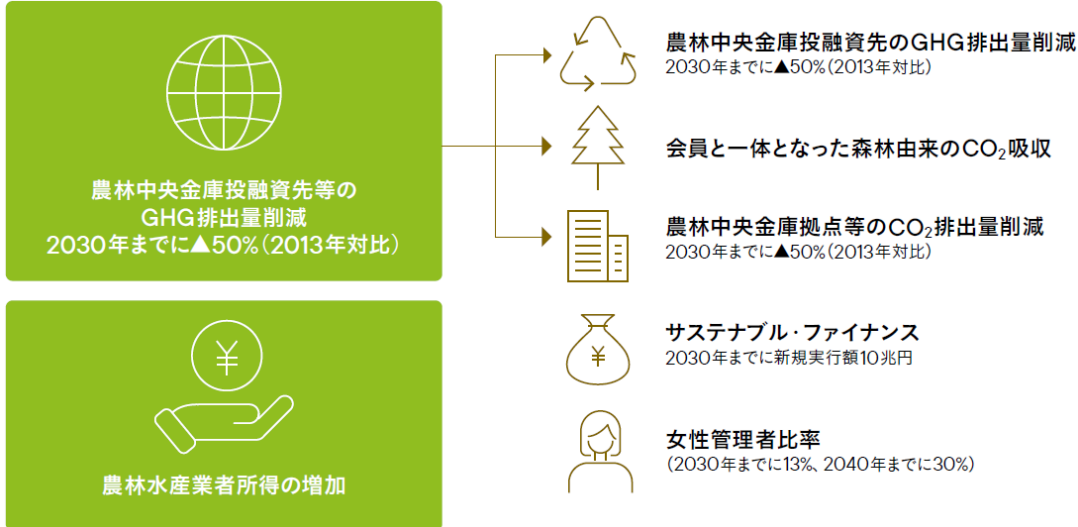 農林中央金庫投融資先等の
GHG排出量削減
2030年までに▲50%(2013年対比)
¥
農林水産業者所得の増加
農林中央金庫投融資先のGHG排出量削減
2030年までに▲50%(2013年対比)
会員と一体となった森林由来のCO₂吸収
農林中央金庫拠点等のCO₂排出量削減
2030年までに▲50%(2013年対比)
¥
サステナブル・ファイナンス
2030年までに新規実行額10兆円
女性管理者比率
(2030年までに13%、2040年までに30%)